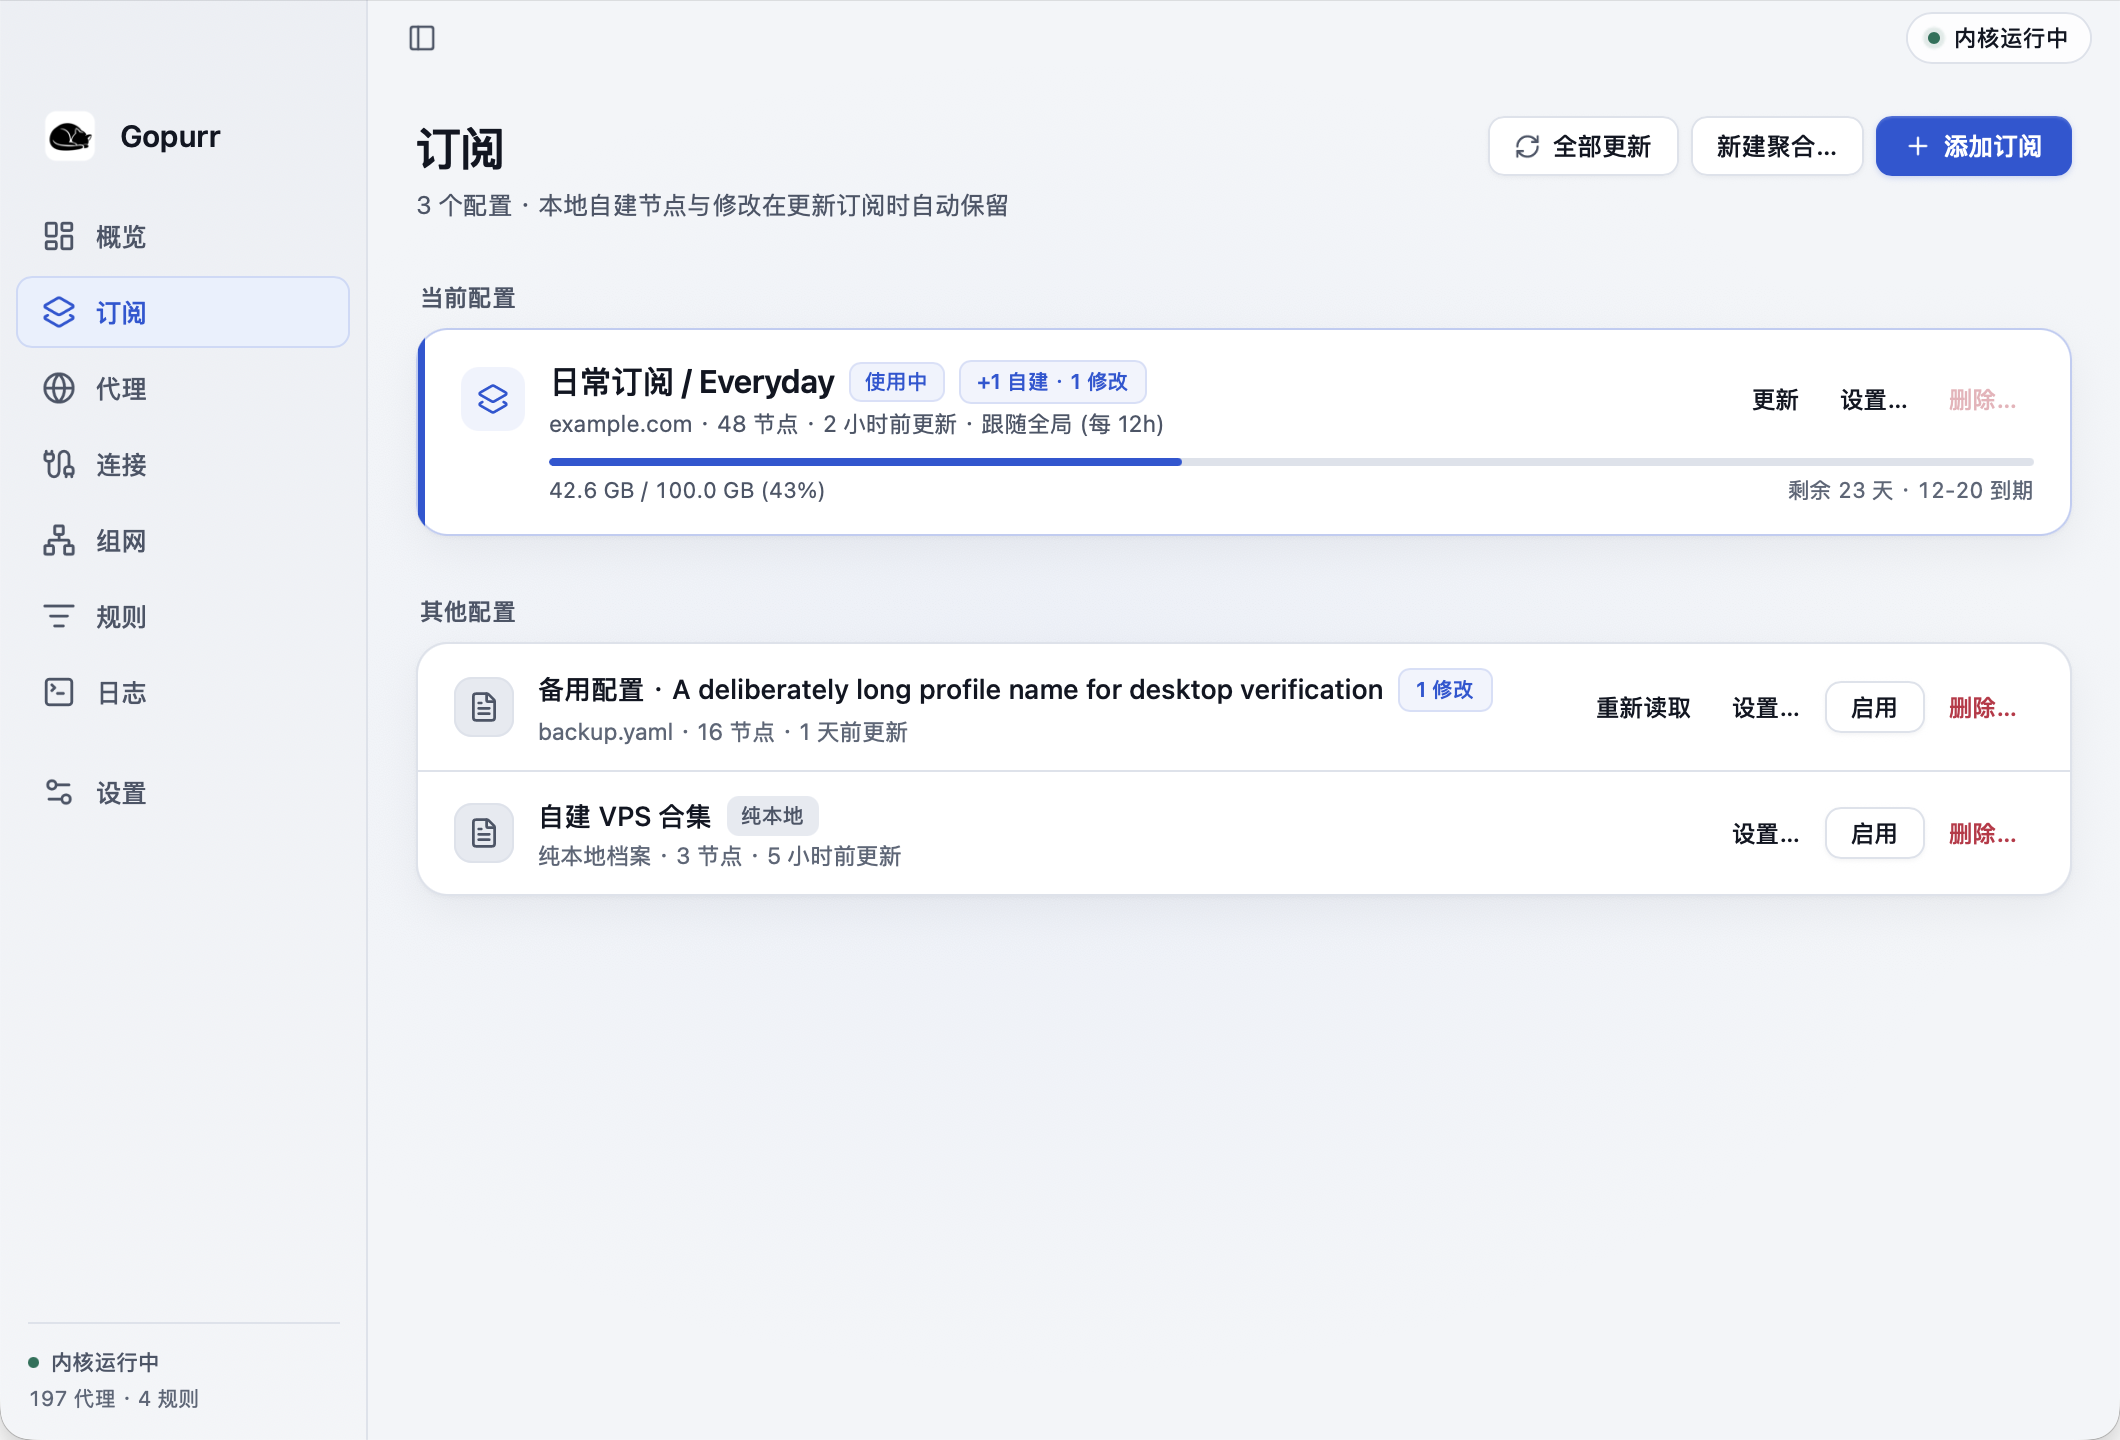 内核运行中
Gopurr
概览
订阅
代理
连接
组网
规则
日志
设置
内核运行中
197 代理 · 4 规则
订阅
3 个配置 · 本地自建节点与修改在更新订阅时自动保留
全部更新
新建聚合...
添加订阅
当前配置
日常订阅 / Everyday 使用中 +1 自建 · 1 修改
example.com · 48 节点 · 2 小时前更新 · 跟随全局 (每 12h)
更新 设置... 删除...
42.6 GB / 100.0 GB (43%) 剩余 23 天 · 12-20 到期
其他配置
备用配置 · A deliberately long profile name for desktop verification 1 修改
backup.yaml · 16 节点 · 1 天前更新
重新读取 设置... 启用 删除...
自建 VPS 合集 纯本地
纯本地档案 · 3 节点 · 5 小时前更新
设置... 启用 删除...